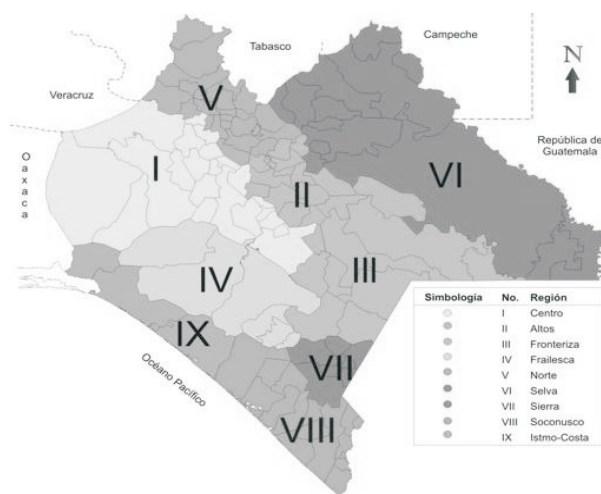 Tabasco
Campeche
N
Veracruz
República de
Guatemala
Oaxaca
V
I
II
VI
III
IV
IX
VII
VIII
Océano Pacífico
Simbología No. Región
I Centro
II Altos
III Fronteriza
IV Frailesca
V Norte
VI Selva
VII Sierra
VIII Soconusco
IX Istmo-Costa